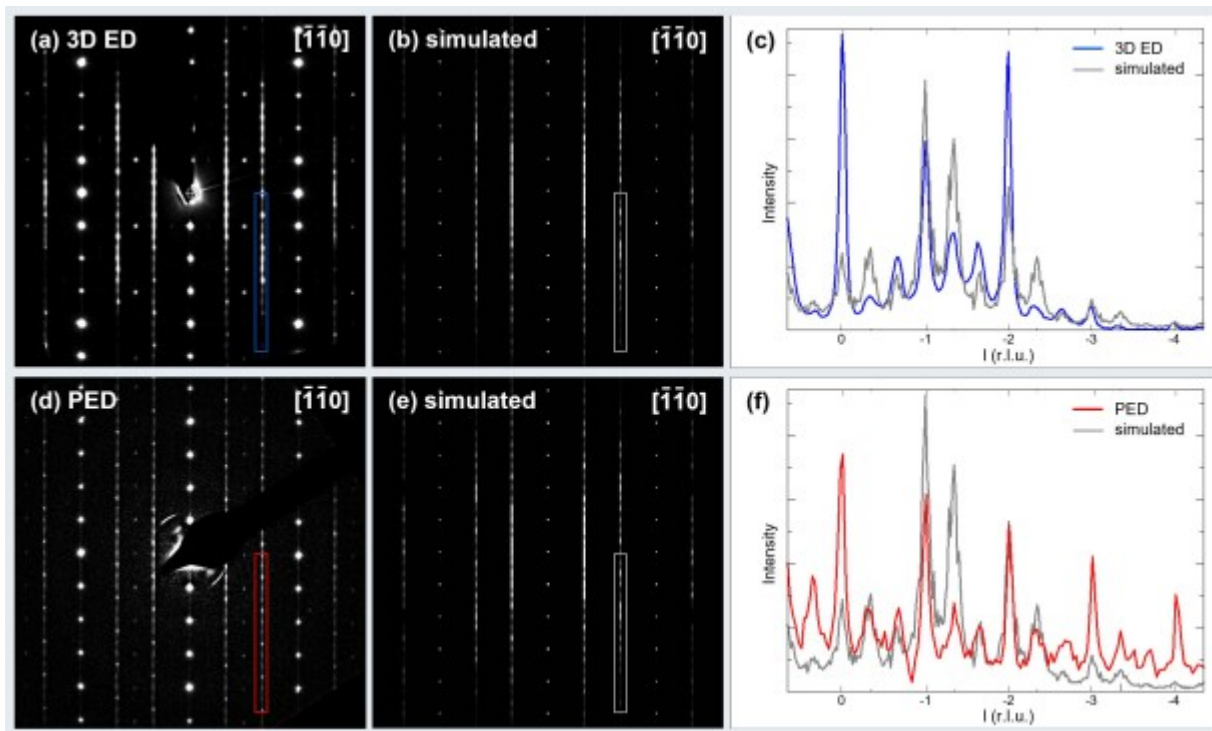 (a) 3D ED [1̄1̄0]
(b) simulated [1̄1̄0]
(c)
3D ED
simulated
Intensity
0 -1 -2 -3 -4
l (r.l.u.)
(d) PED [1̄1̄0]
(e) simulated [1̄1̄0]
(f)
PED
simulated
Intensity
0 -1 -2 -3 -4
l (r.l.u.)